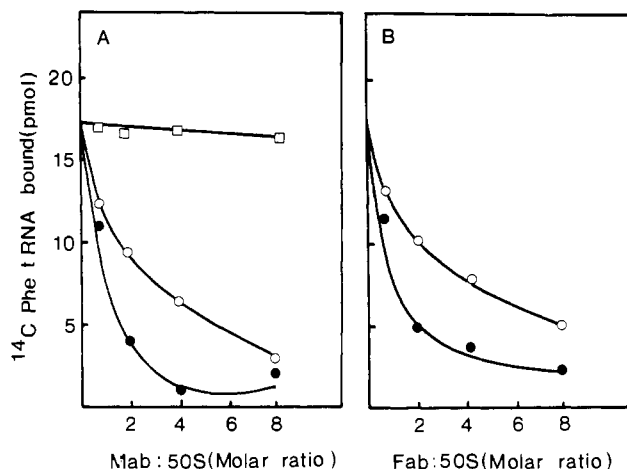 A
B
20
15
10
5
14C Phe t RNA bound(pmol)
2 4 6 8
2 4 6 8
Mab : 50S(Molar ratio)
Fab: 50S(Molar ratio)